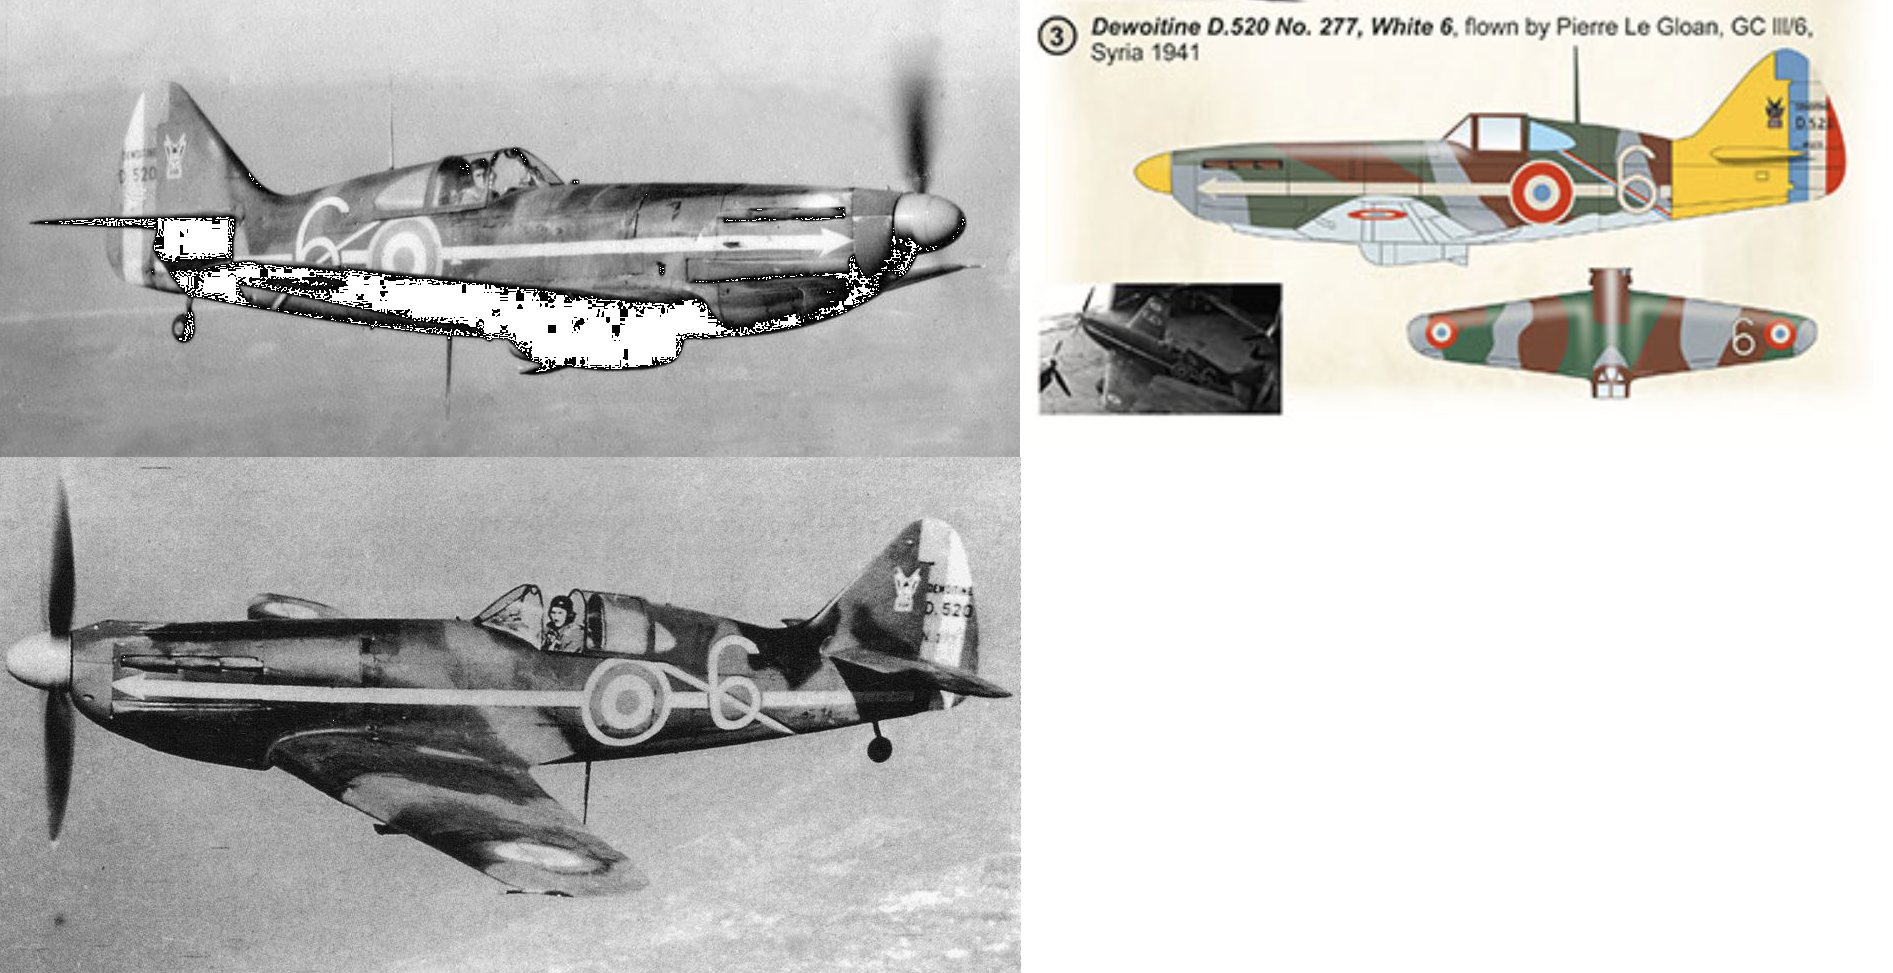 3 Dewoitine D.520 No. 277, White 6, flown by Pierre Le Gloan, GC III/6,
Syria 1941
DEWOITINE
D.520
6
6
D.520
6
6
DEWOITINE
D.520